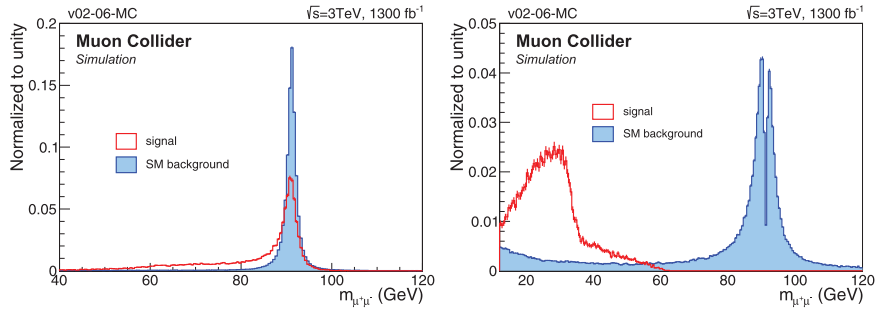 v02-06-MC
√s=3TeV, 1300 fb⁻¹
Muon Collider
Simulation
Normalized to unity
0.2
0.15
0.1
0.05
0
signal
SM background
40
60
80
100
120
m_μ⁺μ⁻ (GeV)
v02-06-MC
√s=3TeV, 1300 fb⁻¹
Muon Collider
Simulation
Normalized to unity
0.05
0.04
0.03
0.02
0.01
0
signal
SM background
20
40
60
80
100
120
m_μ⁺μ⁻ (GeV)